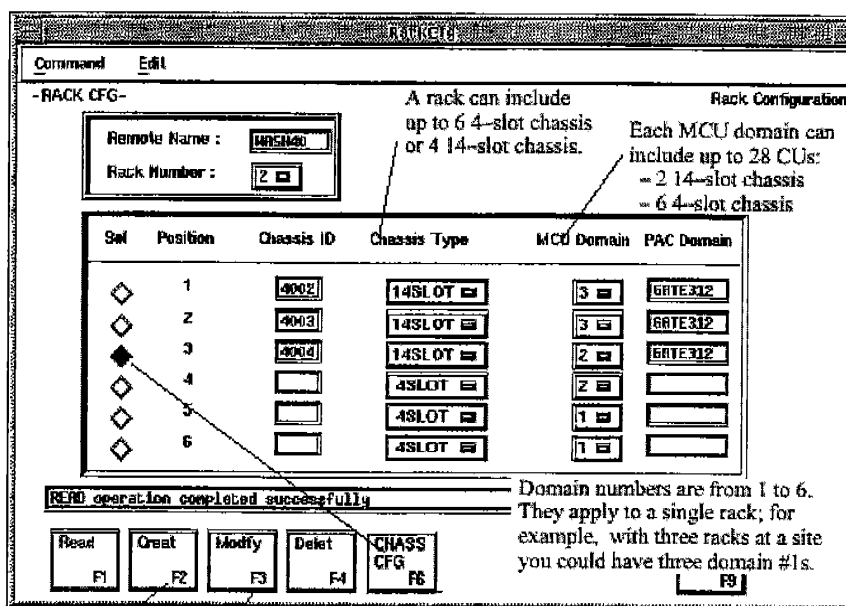 RackCfg
Command Edit
-RACK CFG-
Rack Configuration
A rack can include
up to 6 4-slot chassis
or 4 14-slot chassis.
Each MCU domain can
include up to 28 CUs:
- 2 14-slot chassis
- 6 4-slot chassis
Remote Name :
Rack Number : 2
Sel Position Chassis ID Chassis Type MCU Domain PAC Domain
1 4002 14SLOT 3 GATE312
2 4003 14SLOT 3 GATE312
3 4004 14SLOT 2 GATE312
4 4SLOT 2
5 4SLOT 1
6 4SLOT 1
READ operation completed successfully
Domain numbers are from 1 to 6.
They apply to a single rack; for
example, with three racks at a site
you could have three domain #1s.
Read F1
Creat F2
Modify F3
Delet F4
CHASS CFG F6
F9